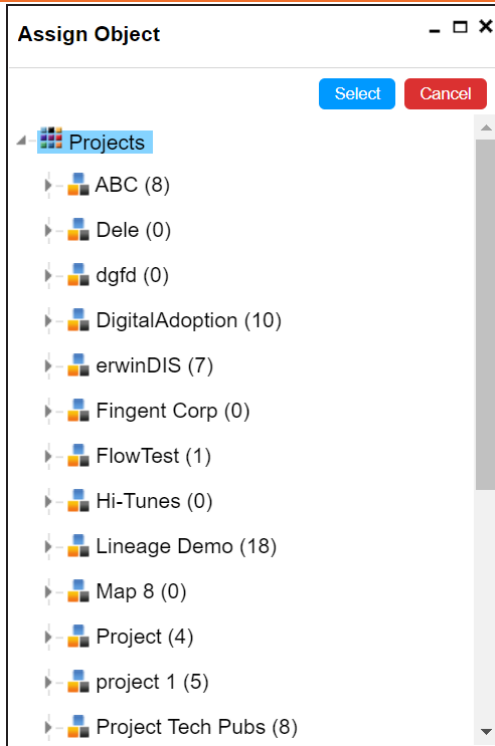 Assign Object
Select Cancel
Projects
ABC (8)
Dele (0)
dgfd (0)
DigitalAdoption (10)
erwinDIS (7)
Fingent Corp (0)
FlowTest (1)
Hi-Tunes (0)
Lineage Demo (18)
Map 8 (0)
Project (4)
project 1 (5)
Project Tech Pubs (8)